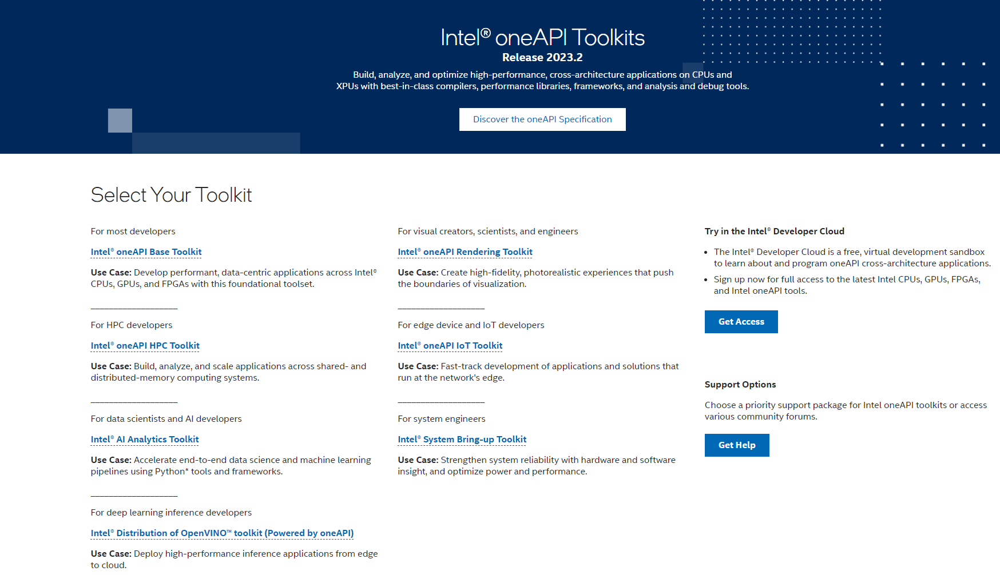 Intel® oneAPI Toolkits
Release 2023.2
Build, analyze, and optimize high-performance, cross-architecture applications on CPUs and
XPUs with best-in-class compilers, performance libraries, frameworks, and analysis and debug tools.
Discover the oneAPI Specification
Select Your Toolkit
For most developers
Intel® oneAPI Base Toolkit
Use Case: Develop performant, data-centric applications across Intel®
CPUs, GPUs, and FPGAs with this foundational toolset.
___________________
For HPC developers
Intel® oneAPI HPC Toolkit
Use Case: Build, analyze, and scale applications across shared- and
distributed-memory computing systems.
___________________
For data scientists and AI developers
Intel® AI Analytics Toolkit
Use Case: Accelerate end-to-end data science and machine learning
pipelines using Python* tools and frameworks.
___________________
For deep learning inference developers
Intel® Distribution of OpenVINO™ toolkit (Powered by oneAPI)
Use Case: Deploy high-performance inference applications from edge
to cloud.
For visual creators, scientists, and engineers
Intel® oneAPI Rendering Toolkit
Use Case: Create high-fidelity, photorealistic experiences that push
the boundaries of visualization.
___________________
For edge device and IoT developers
Intel® oneAPI IoT Toolkit
Use Case: Fast-track development of applications and solutions that
run at the network's edge.
___________________
For system engineers
Intel® System Bring-up Toolkit
Use Case: Strengthen system reliability with hardware and software
insight, and optimize power and performance.
Try in the Intel® Developer Cloud
• The Intel® Developer Cloud is a free, virtual development sandbox
to learn about and program oneAPI cross-architecture applications.
• Sign up now for full access to the latest Intel CPUs, GPUs, FPGAs,
and Intel oneAPI tools.
Get Access
Support Options
Choose a priority support package for Intel oneAPI toolkits or access
various community forums.
Get Help